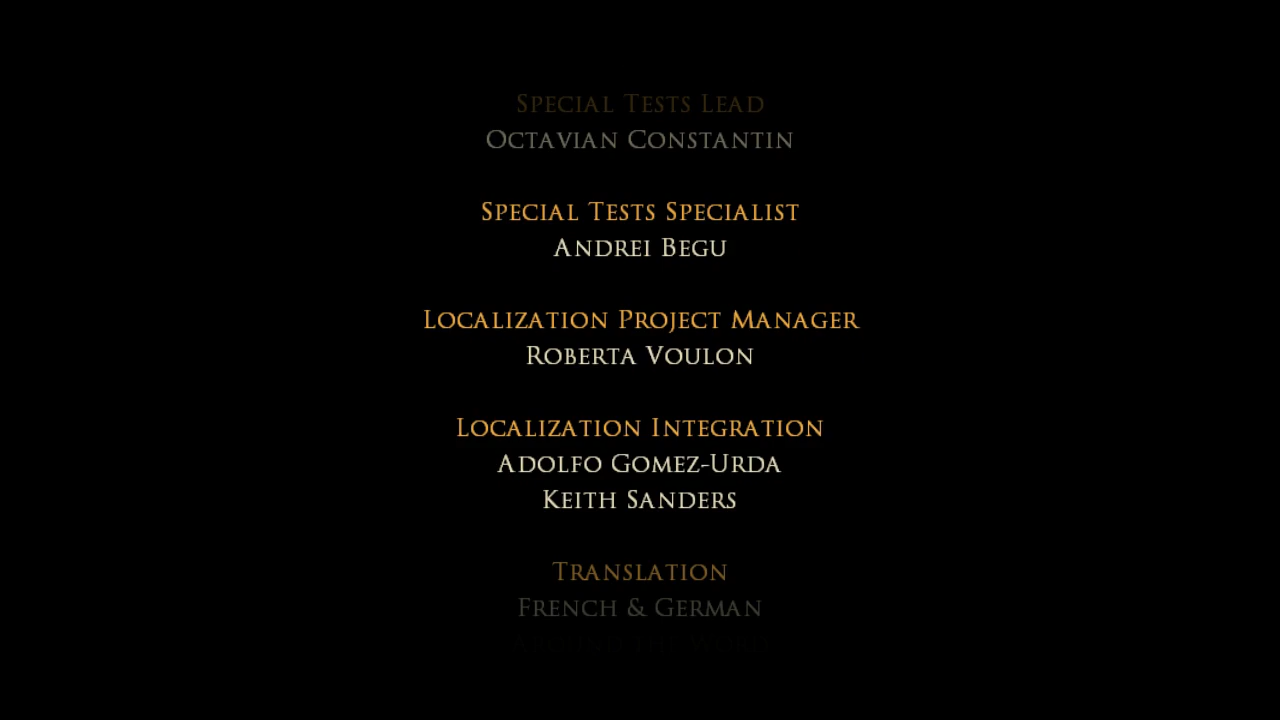 Special Tests Lead
Octavian Constantin
Special Tests Specialist
Andrei Begu
Localization Project Manager
Roberta Voulon
Localization Integration
Adolfo Gomez-Urda
Keith Sanders
Translation
French & German